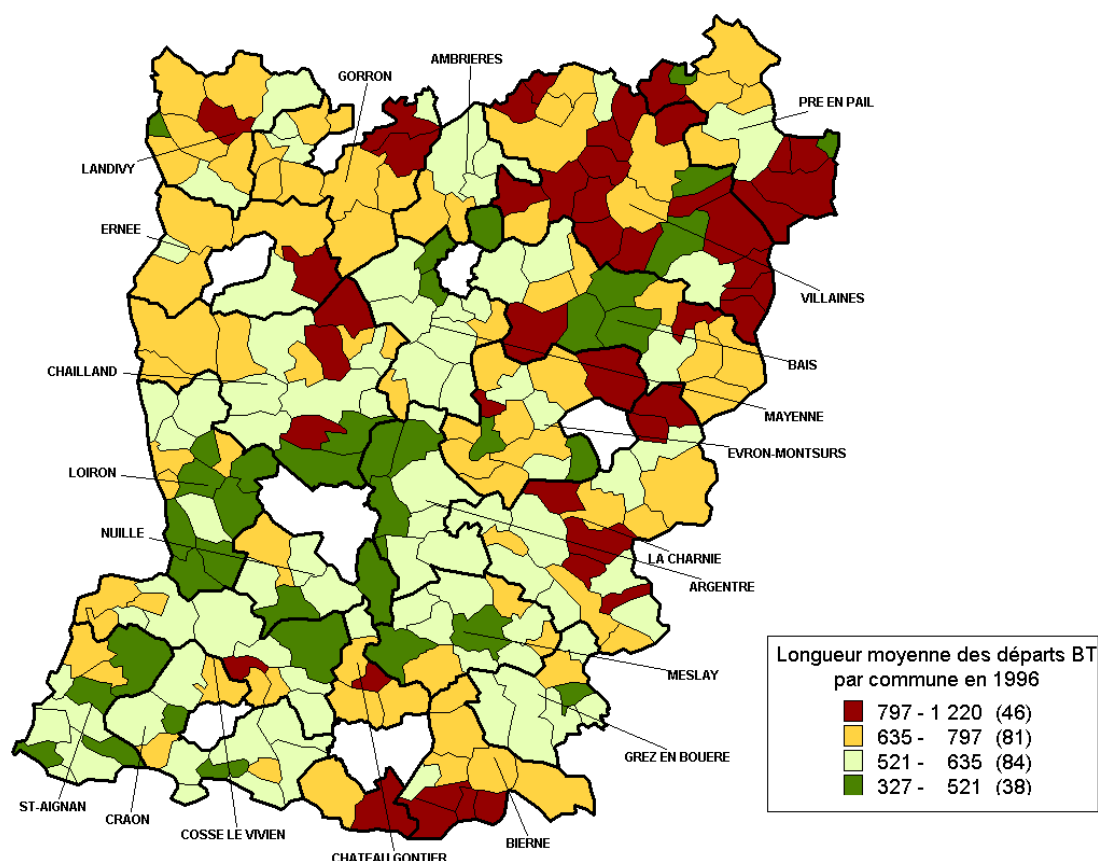 AMBRIERES
GORRON
PRE EN PAIL
LANDIVY
ERNEE
VILLAINES
BAIS
CHAILLAND
MAYENNE
EVRON-MONTSURS
LOIRON
NUILLE
LA CHARNIE
ARGENTRE
MESLAY
GREZ EN BOUERE
ST-AIGNAN
CRAON
COSSE LE VIVIEN
BIERNE
CHATEAU GONTIER
Longueur moyenne des départs BT
par commune en 1996
797 - 1 220 (46)
635 - 797 (81)
521 - 635 (84)
327 - 521 (38)